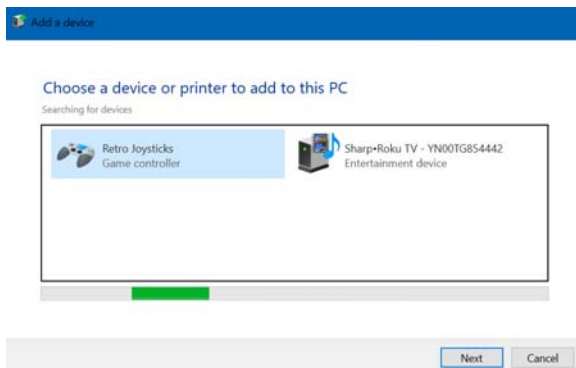 Add a device
Choose a device or printer to add to this PC
Searching for devices
Retro Joysticks
Game controller
Sharp•Roku TV - YN00TG854442
Entertainment device
Next
Cancel